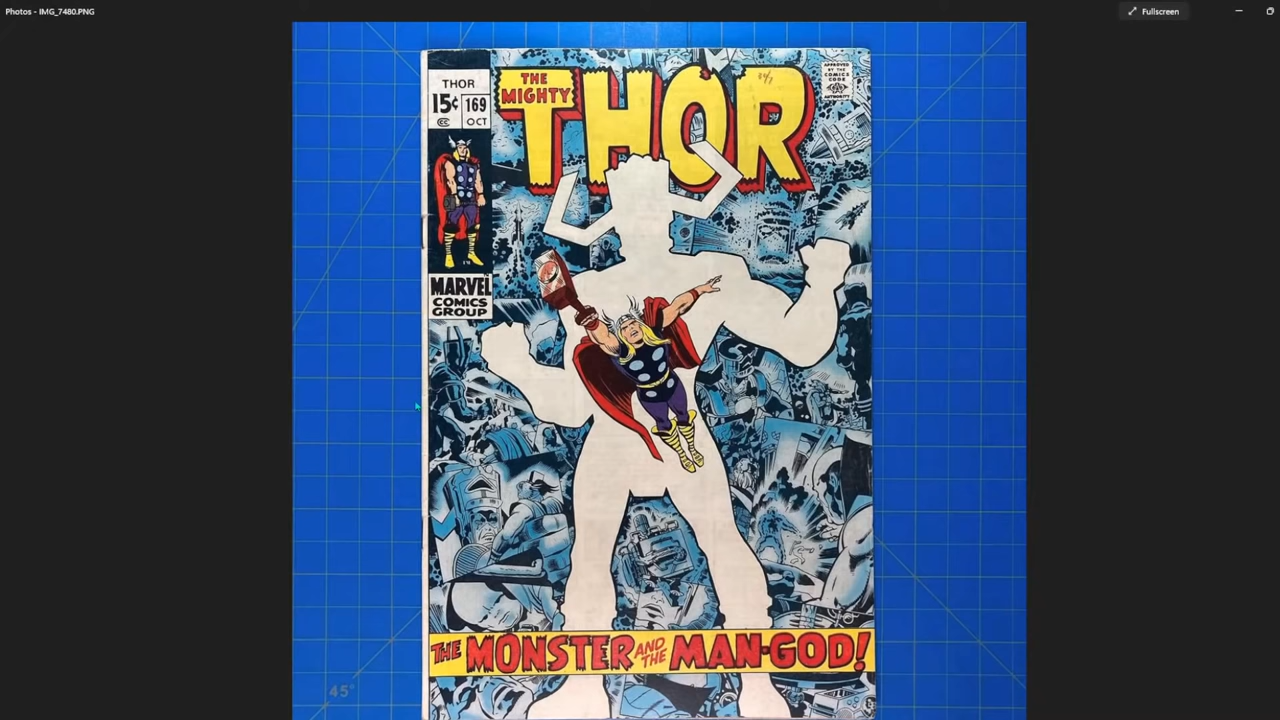 Photos - IMG_7480.PNG
Fullscreen
THOR
15¢ 169
CC OCT
MARVEL
COMICS
GROUP
THE
MIGHTY
THOR
APPROVED
BY THE
COMICS
CODE
AUTHORITY
THE MONSTER AND THE MAN-GOD!
45°